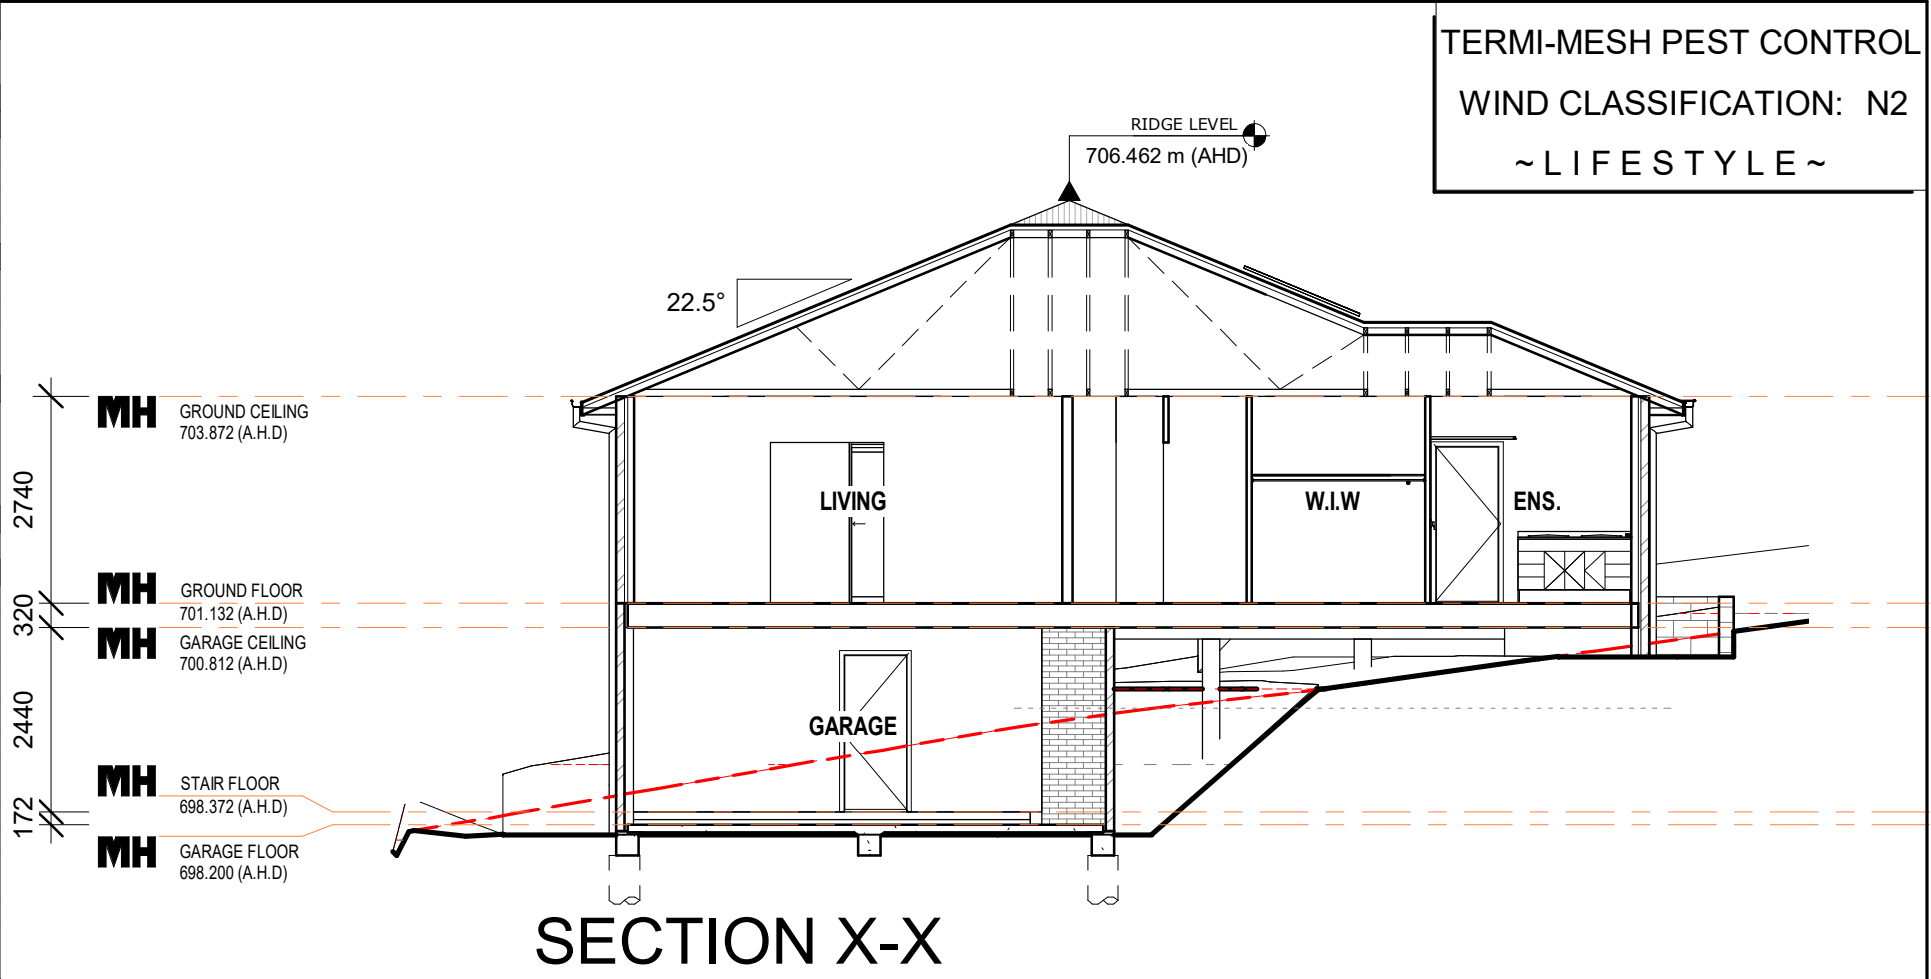 TERMI-MESH PEST CONTROL
WIND CLASSIFICATION: N2
~ L I F E S T Y L E ~
RIDGE LEVEL
706.462 m (AHD)
22.5°
MH GROUND CEILING
703.872 (A.H.D)
2740
LIVING
W.I.W
ENS.
MH GROUND FLOOR
701.132 (A.H.D)
320
MH GARAGE CEILING
700.812 (A.H.D)
2440
GARAGE
MH STAIR FLOOR
698.372 (A.H.D)
172
MH GARAGE FLOOR
698.200 (A.H.D)
SECTION X-X